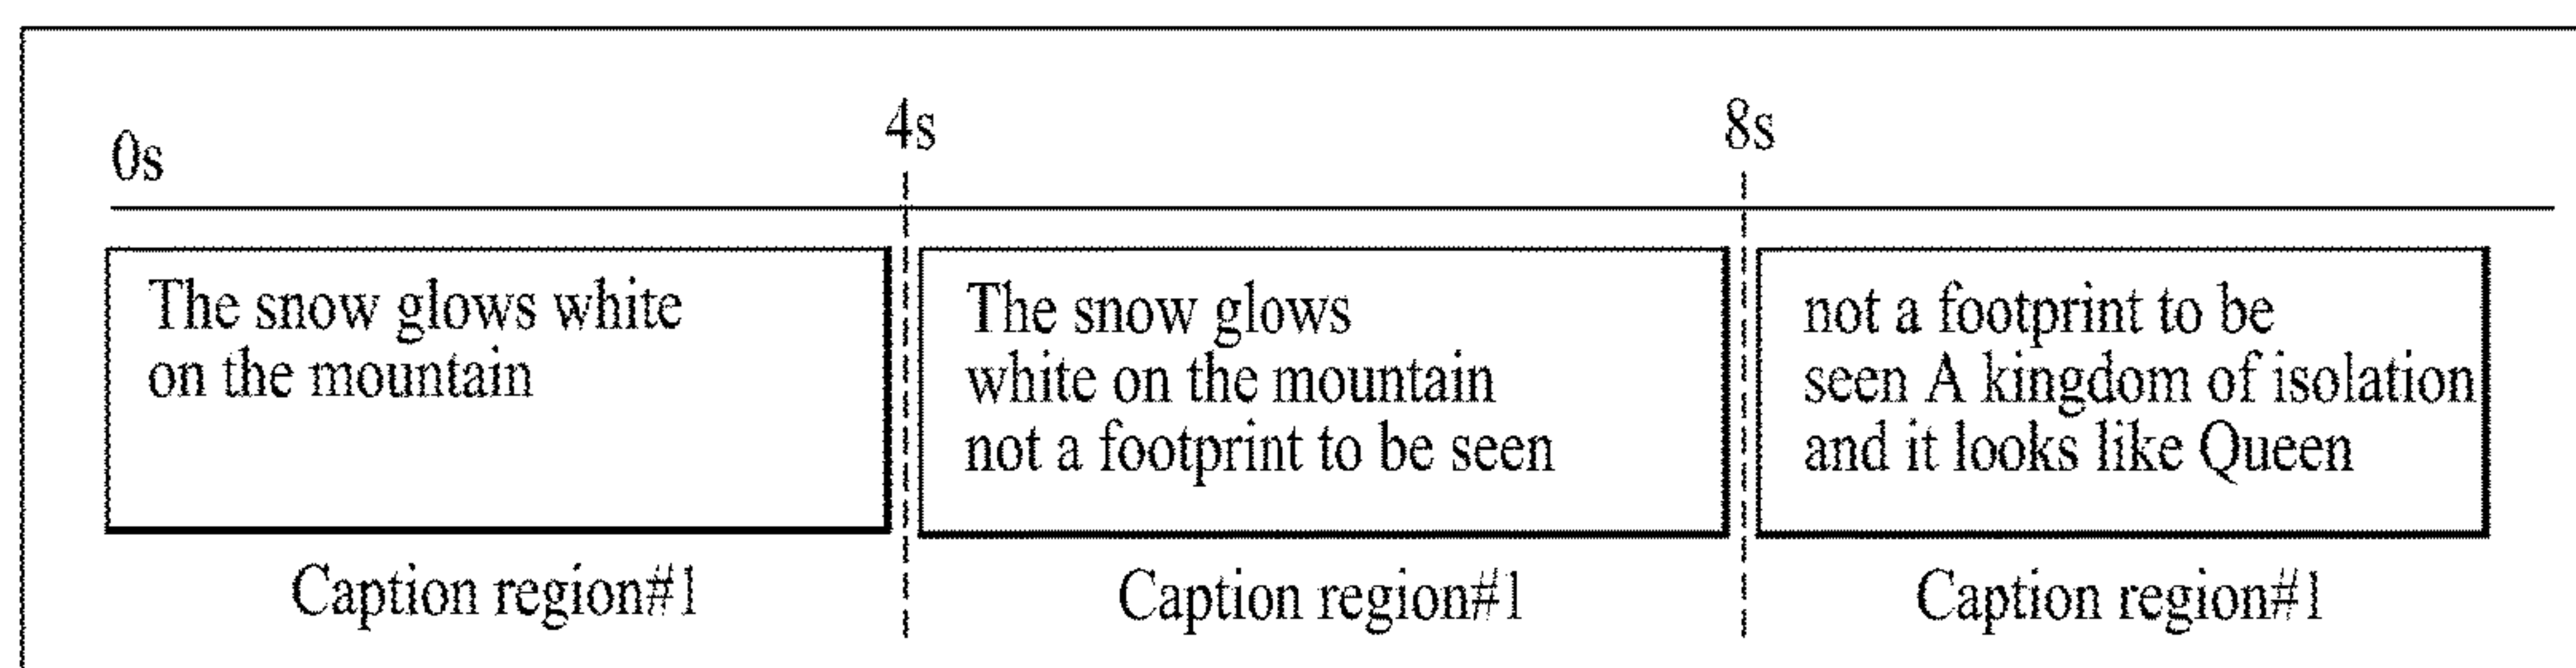 0s
4s
8s
The snow glows white
on the mountain
Caption region#1
The snow glows
white on the mountain
not a footprint to be seen
Caption region#1
not a footprint to be
seen A kingdom of isolation
and it looks like Queen
Caption region#1